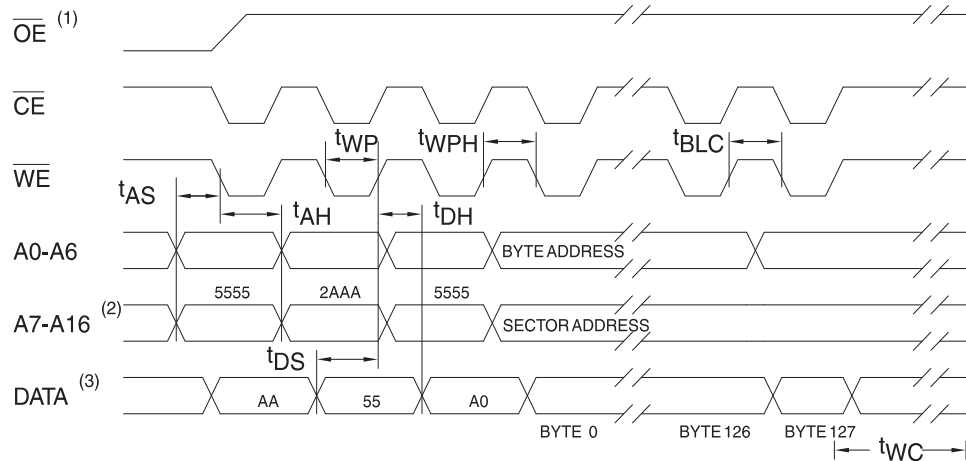 OE (1)
CE
tWP tWPH tBLC
WE
tAS tAH tDH
A0-A6 BYTE ADDRESS
5555 2AAA 5555
A7-A16 (2) SECTOR ADDRESS
tDS
DATA (3) AA 55 A0
BYTE 0 BYTE 126 BYTE 127
tWC